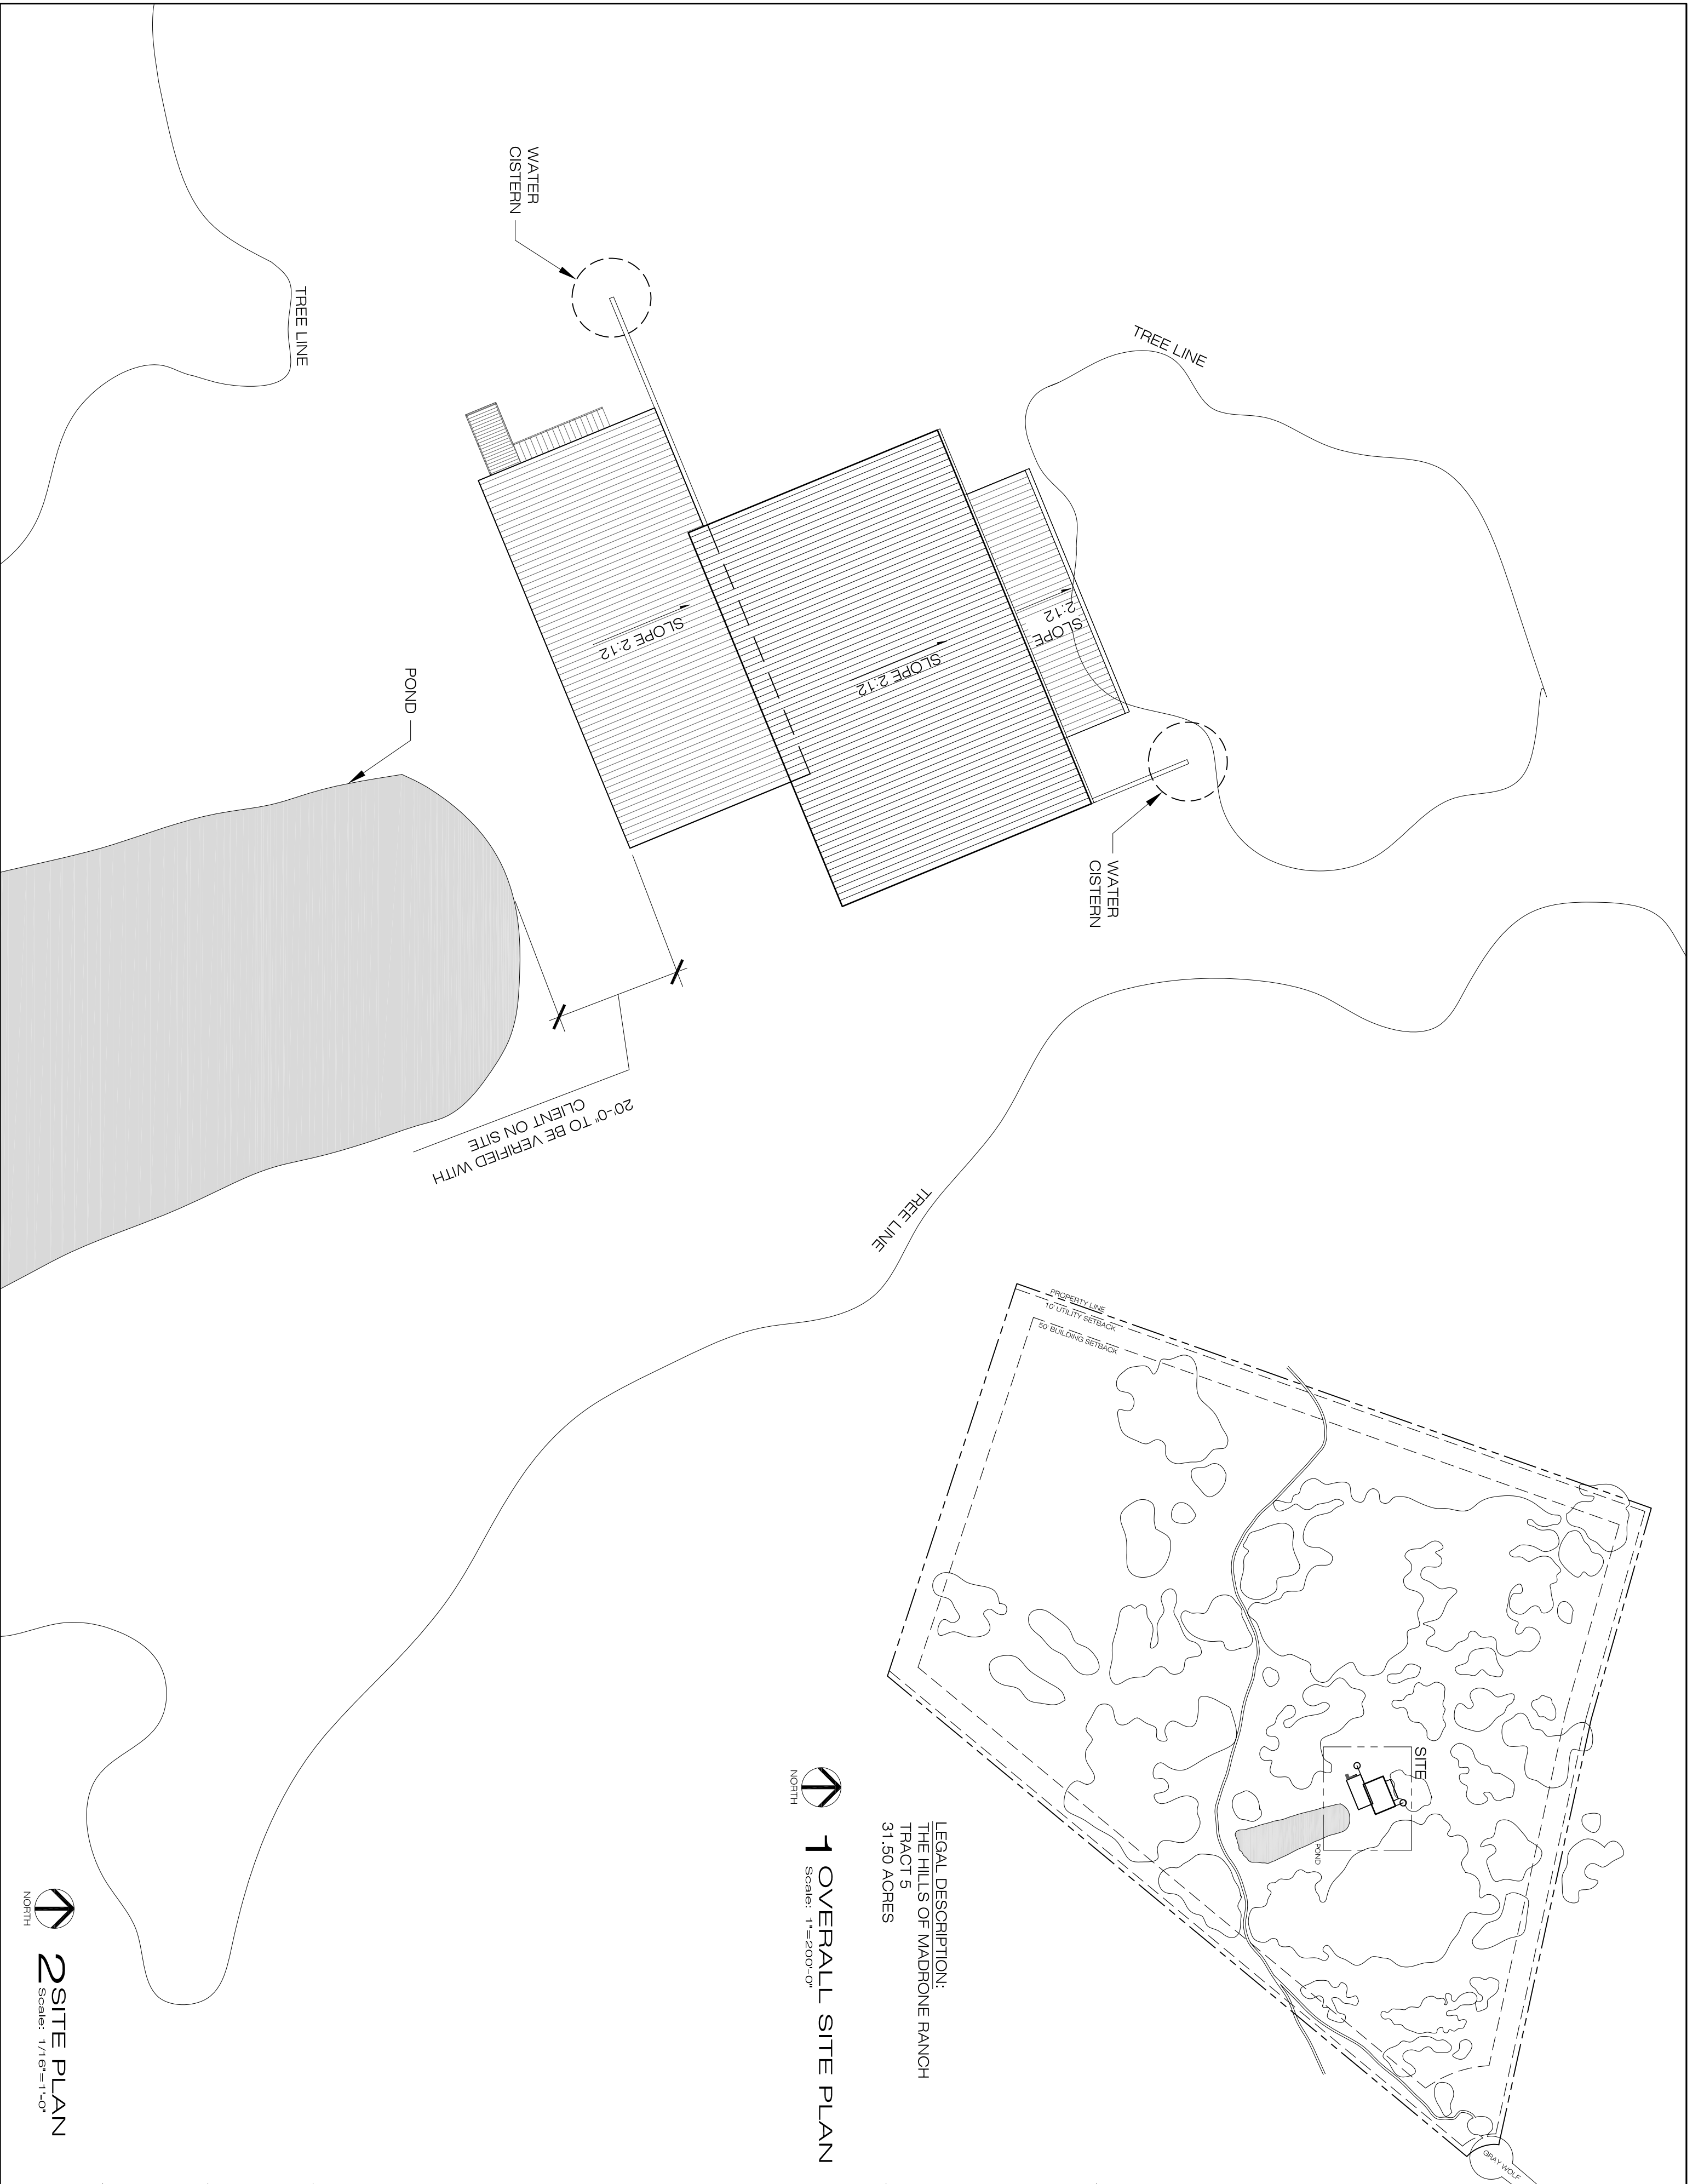 WATER
CISTERN
TREE LINE
TREE LINE
SLOPE 2:12
SLOPE 2:12
SLOPE
2:12
WATER
CISTERN
POND
20'-0" TO BE VERIFIED WITH
CLIENT ON SITE
TREE LINE
PROPERTY LINE
10' UTILITY SETBACK
50' BUILDING SETBACK
SITE
POND
GRAY WOLF
LEGAL DESCRIPTION:
THE HILLS OF MADRONE RANCH
TRACT 5
31.50 ACRES
NORTH
1 OVERALL SITE PLAN
Scale: 1"=200'-0"
NORTH
2 SITE PLAN
Scale: 1/16"=1'-0"